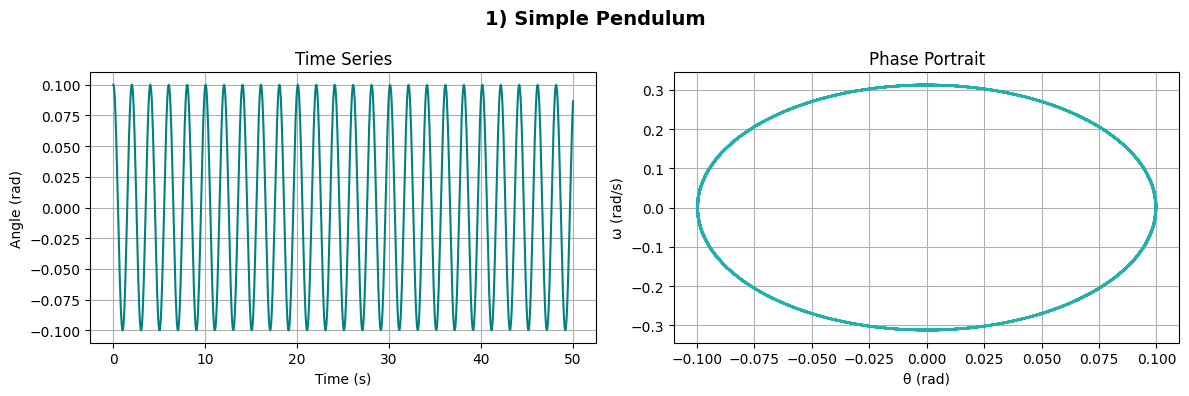 1) Simple Pendulum
Time Series
Angle (rad)
0.100
0.075
0.050
0.025
0.000
−0.025
−0.050
−0.075
−0.100
0 10 20 30 40 50
Time (s)
Phase Portrait
ω (rad/s)
0.3
0.2
0.1
0.0
−0.1
−0.2
−0.3
−0.100 −0.075 −0.050 −0.025 0.000 0.025 0.050 0.075 0.100
θ (rad)